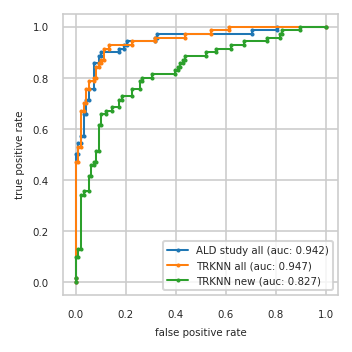 1.0
0.8
0.6
0.4
0.2
0.0
true positive rate
ALD study all (auc: 0.942)
TRKNN all (auc: 0.947)
TRKNN new (auc: 0.827)
0.0 0.2 0.4 0.6 0.8 1.0
false positive rate